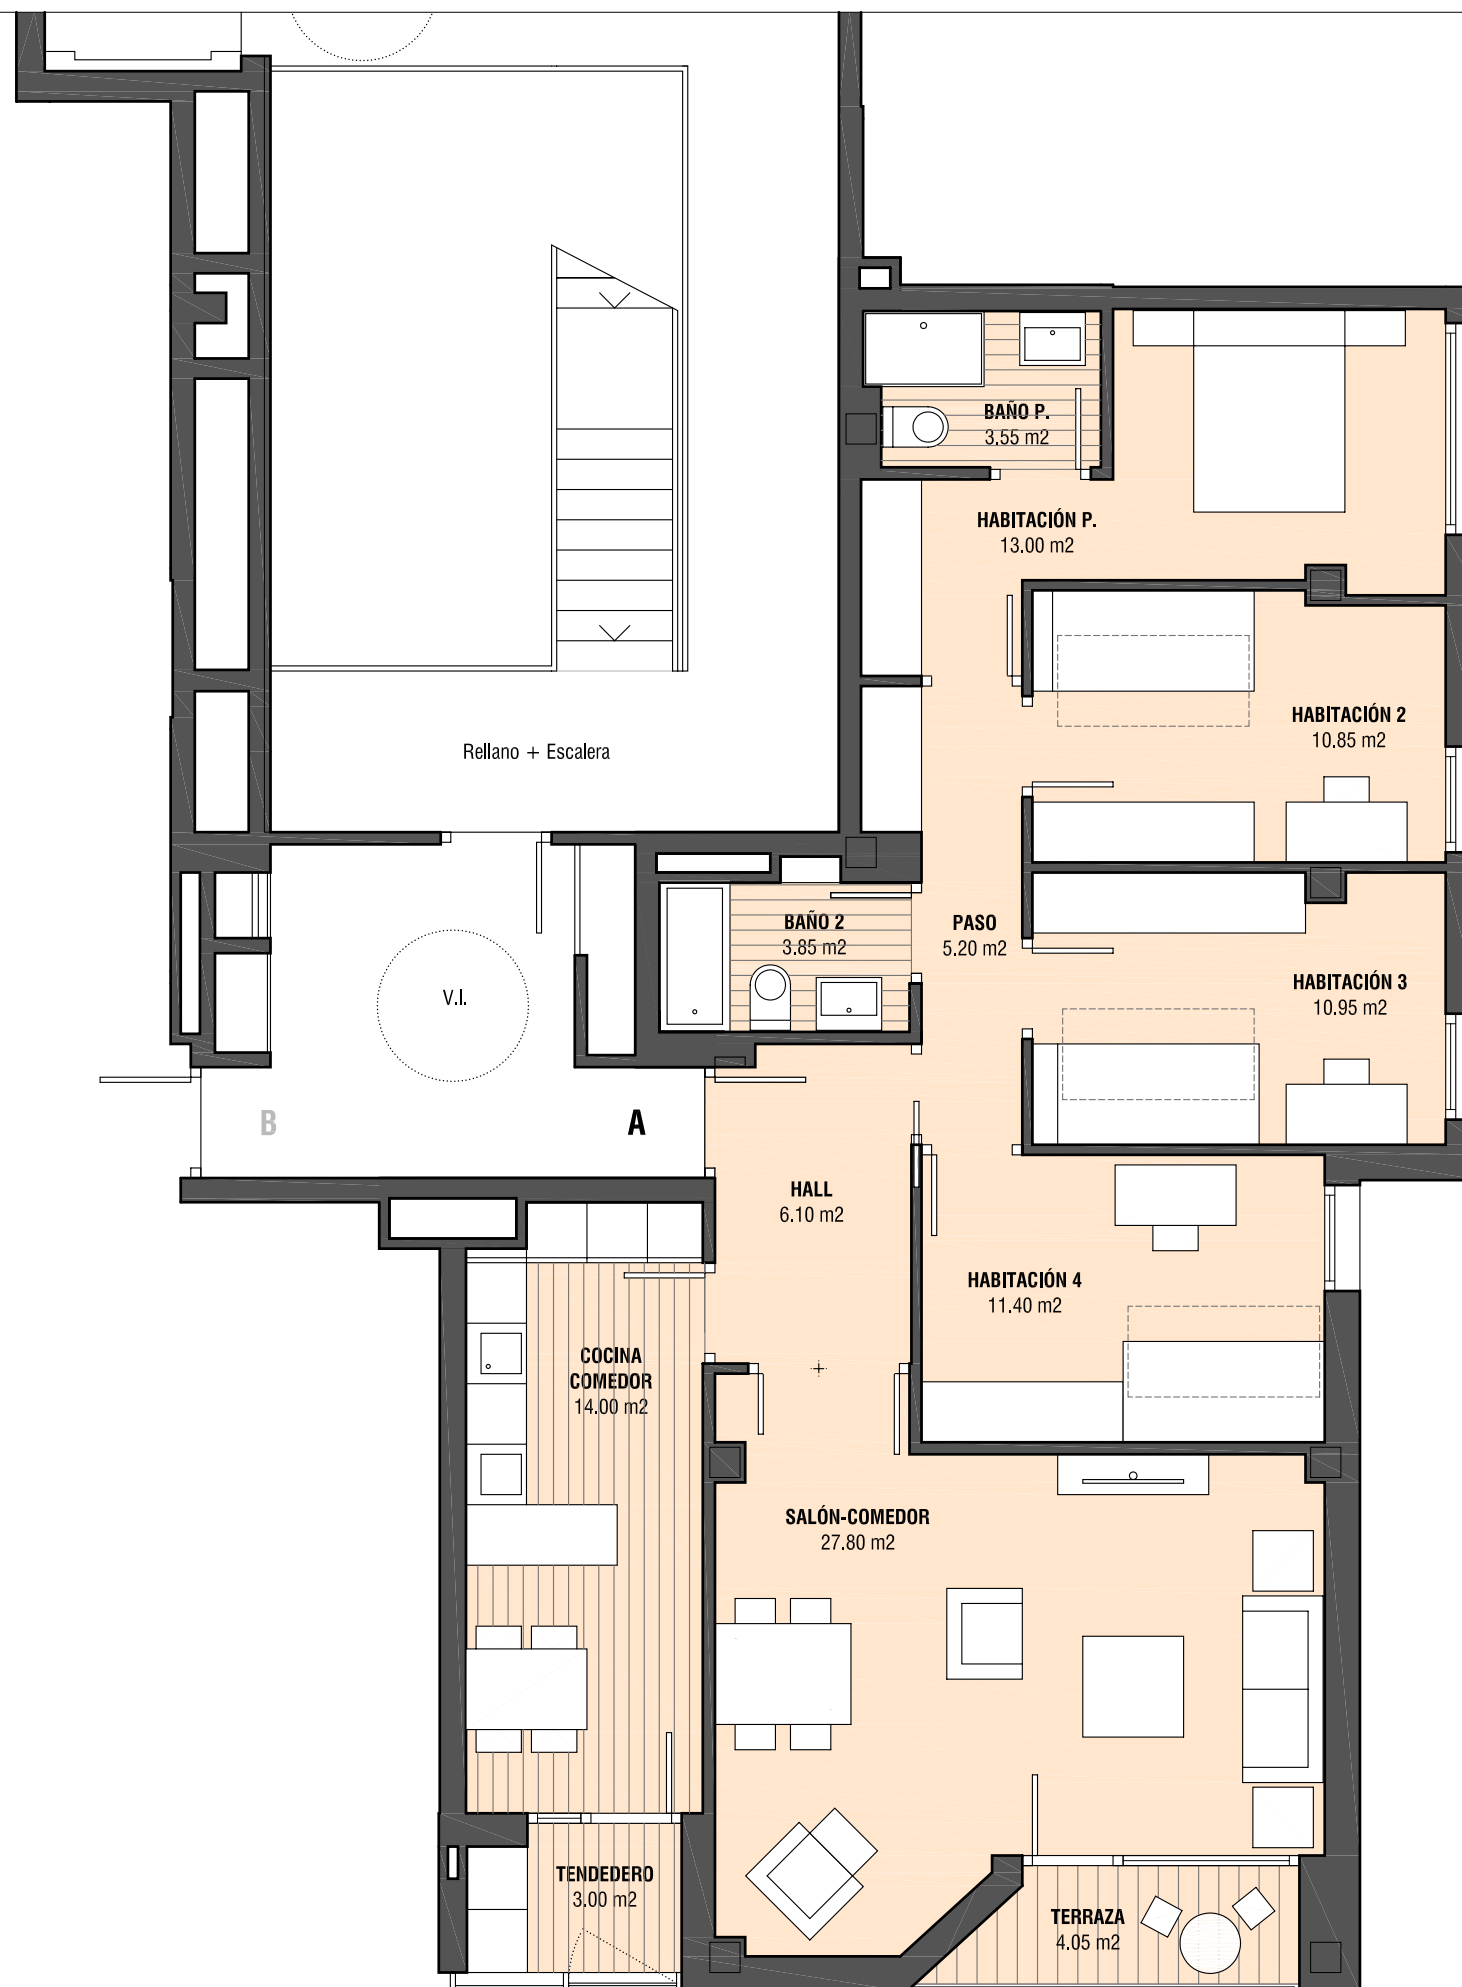 BAÑO P.
3.55 m2
HABITACIÓN P.
13.00 m2
HABITACIÓN 2
10.85 m2
Rellano + Escalera
BAÑO 2
3.85 m2
PASO
5.20 m2
HABITACIÓN 3
10.95 m2
V.I.
B
A
HALL
6.10 m2
HABITACIÓN 4
11.40 m2
COCINA
COMEDOR
14.00 m2
SALÓN-COMEDOR
27.80 m2
TENDEDERO
3.00 m2
TERRAZA
4.05 m2